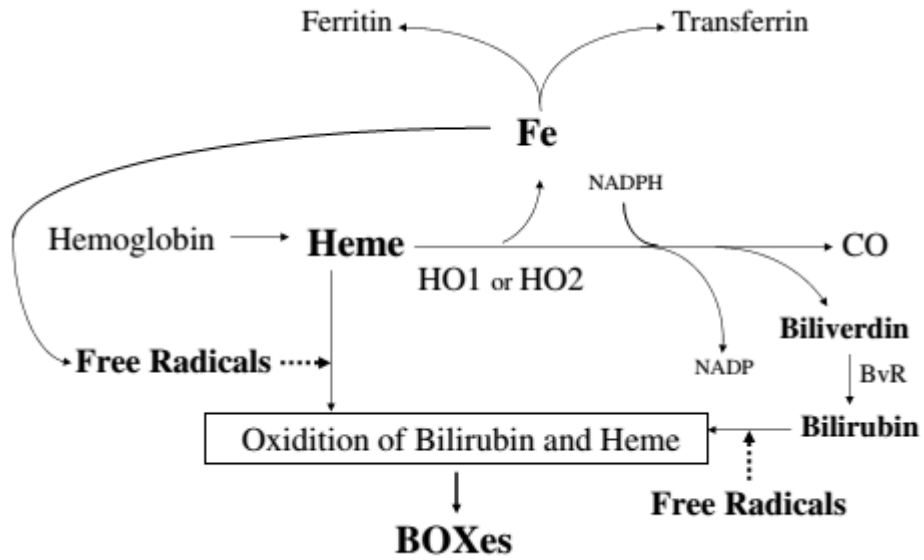 Ferritin
Transferrin
Fe
NADPH
Hemoglobin
Heme
CO
HO1 or HO2
Biliverdin
Free Radicals
NADP
BvR
Oxidition of Bilirubin and Heme
Bilirubin
Free Radicals
BOXes